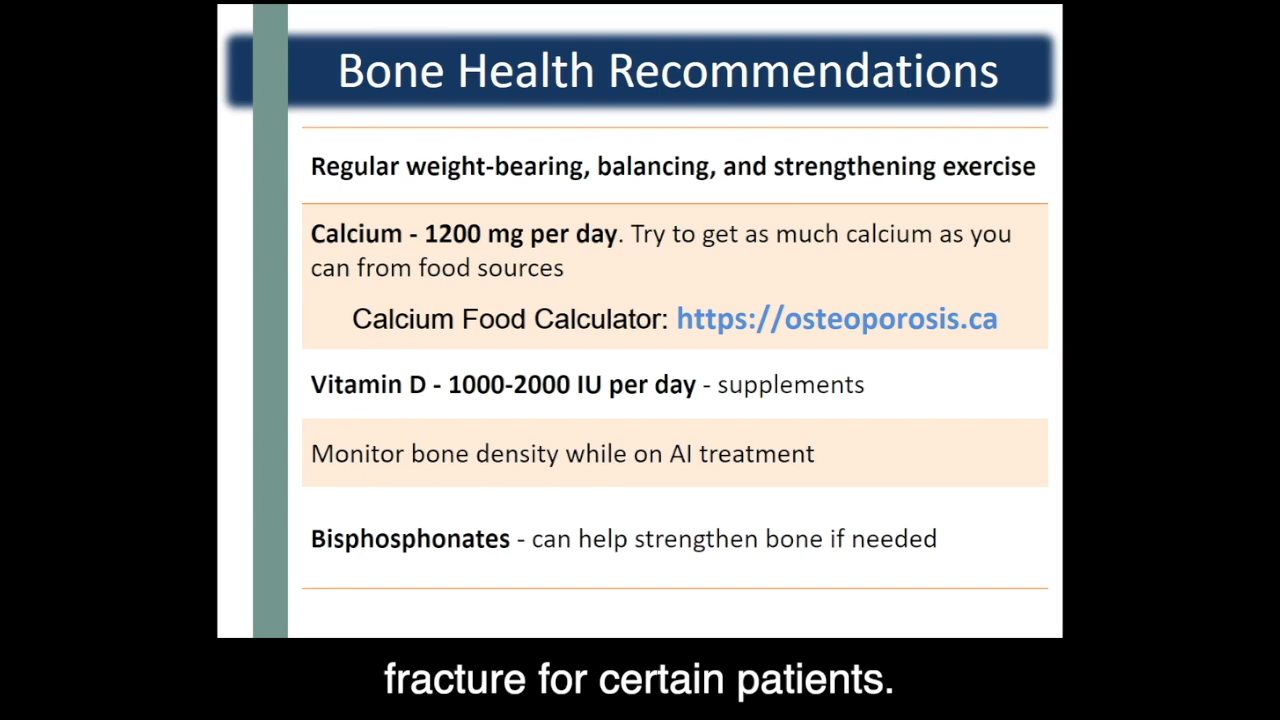 Bone Health Recommendations
Regular weight-bearing, balancing, and strengthening exercise
Calcium - 1200 mg per day. Try to get as much calcium as you
can from food sources
Calcium Food Calculator: https://osteoporosis.ca
Vitamin D - 1000-2000 IU per day - supplements
Monitor bone density while on AI treatment
Bisphosphonates - can help strengthen bone if needed
fracture for certain patients.